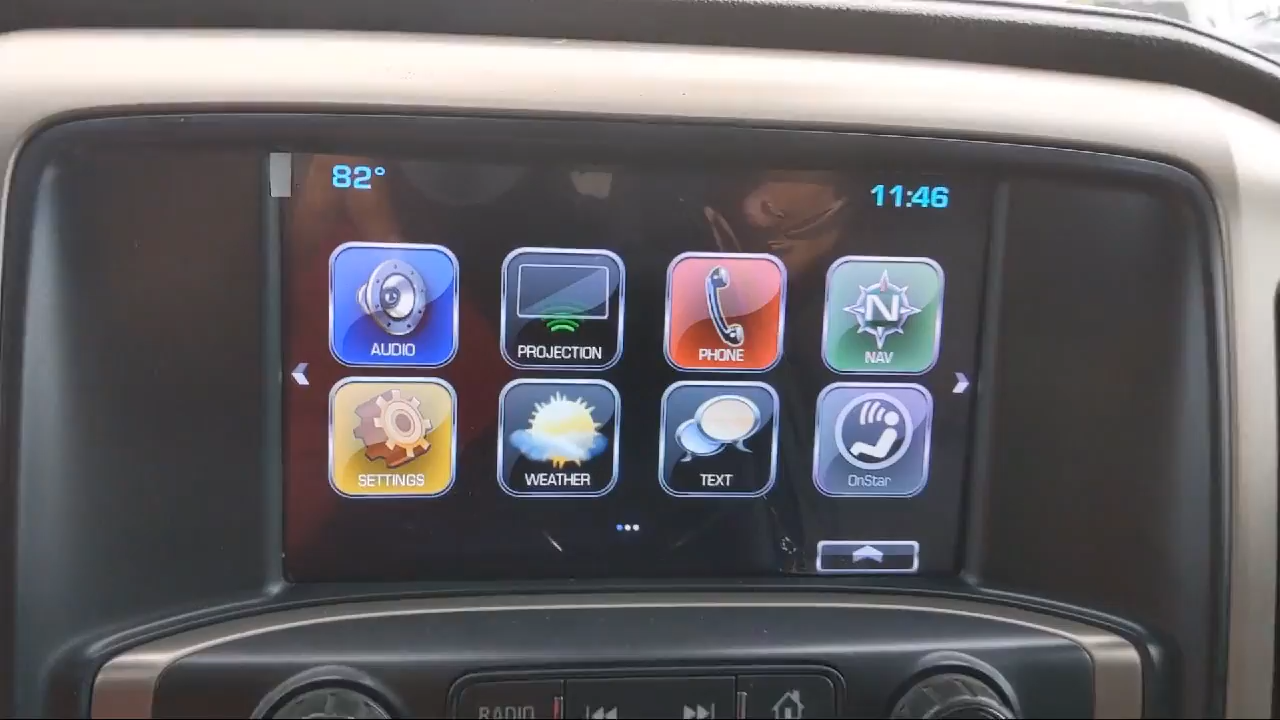 82°
11:46
AUDIO
PROJECTION
PHONE
N
NAV
SETTINGS
WEATHER
TEXT
OnStar
RADIO